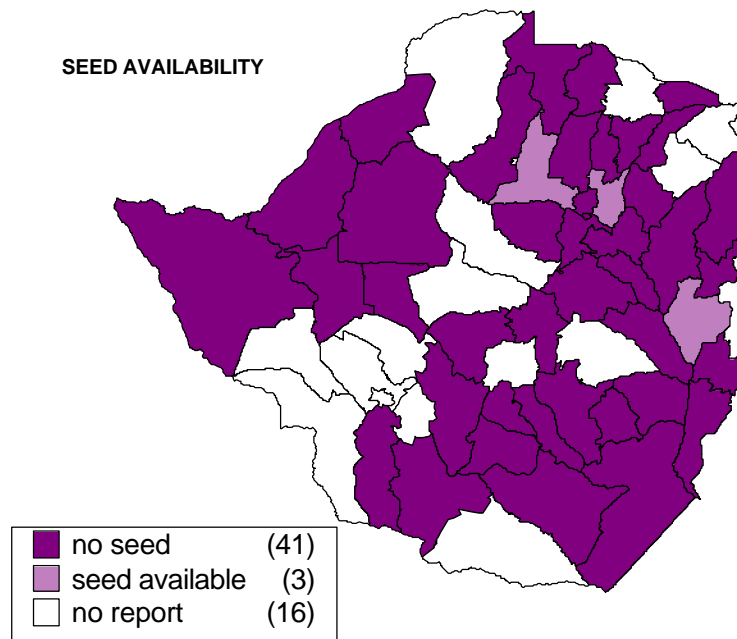 SEED AVAILABILITY
no seed (41)
seed available (3)
no report (16)